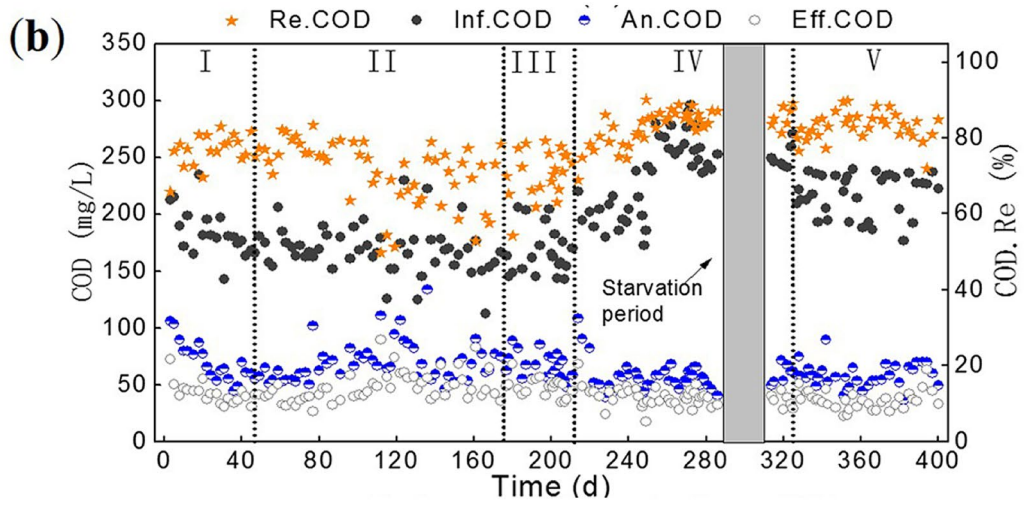 (b)
Re.COD Inf.COD An.COD Eff.COD
I II III IV V
COD (mg/L)
350
300
250
200
150
100
50
0
COD.Re (%)
100
80
60
40
20
0
Starvation
period
0 40 80 120 160 200 240 280 320 360 400
Time (d)